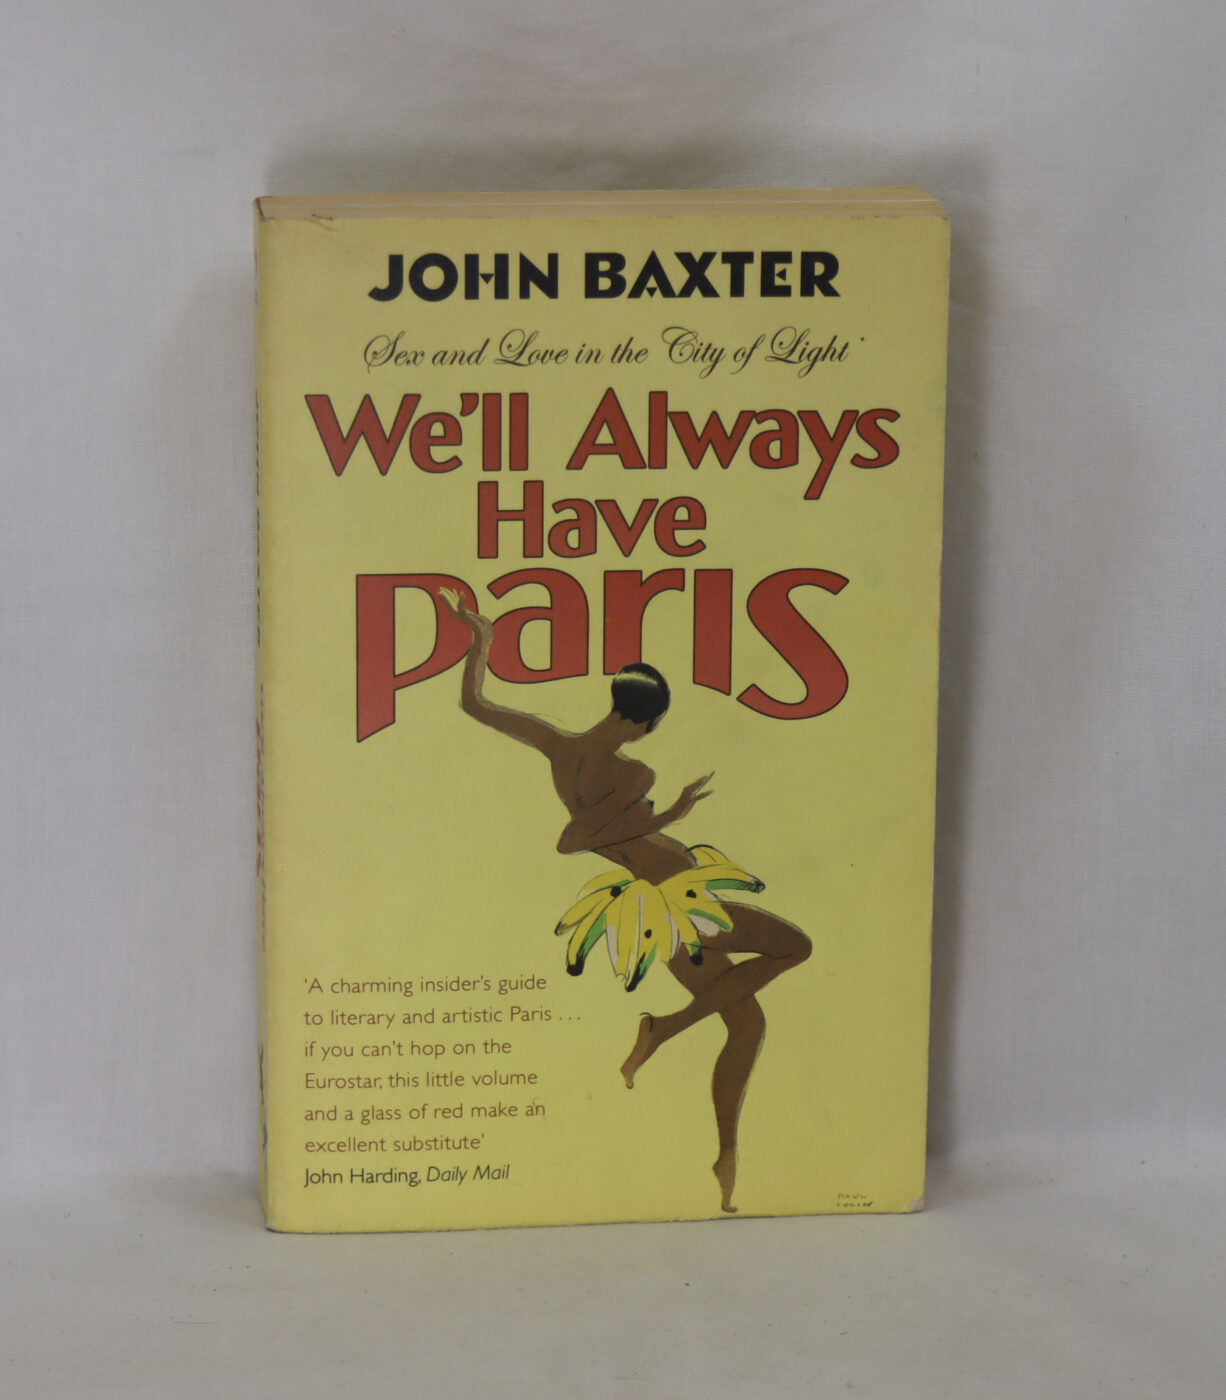 JOHN BAXTER
Sex and Love in the City of Light
We'll Always
Have
Paris
'A charming insider's guide
to literary and artistic Paris ...
if you can't hop on the
Eurostar, this little volume
and a glass of red make an
excellent substitute'
John Harding, Daily Mail
PAUL
COLIN